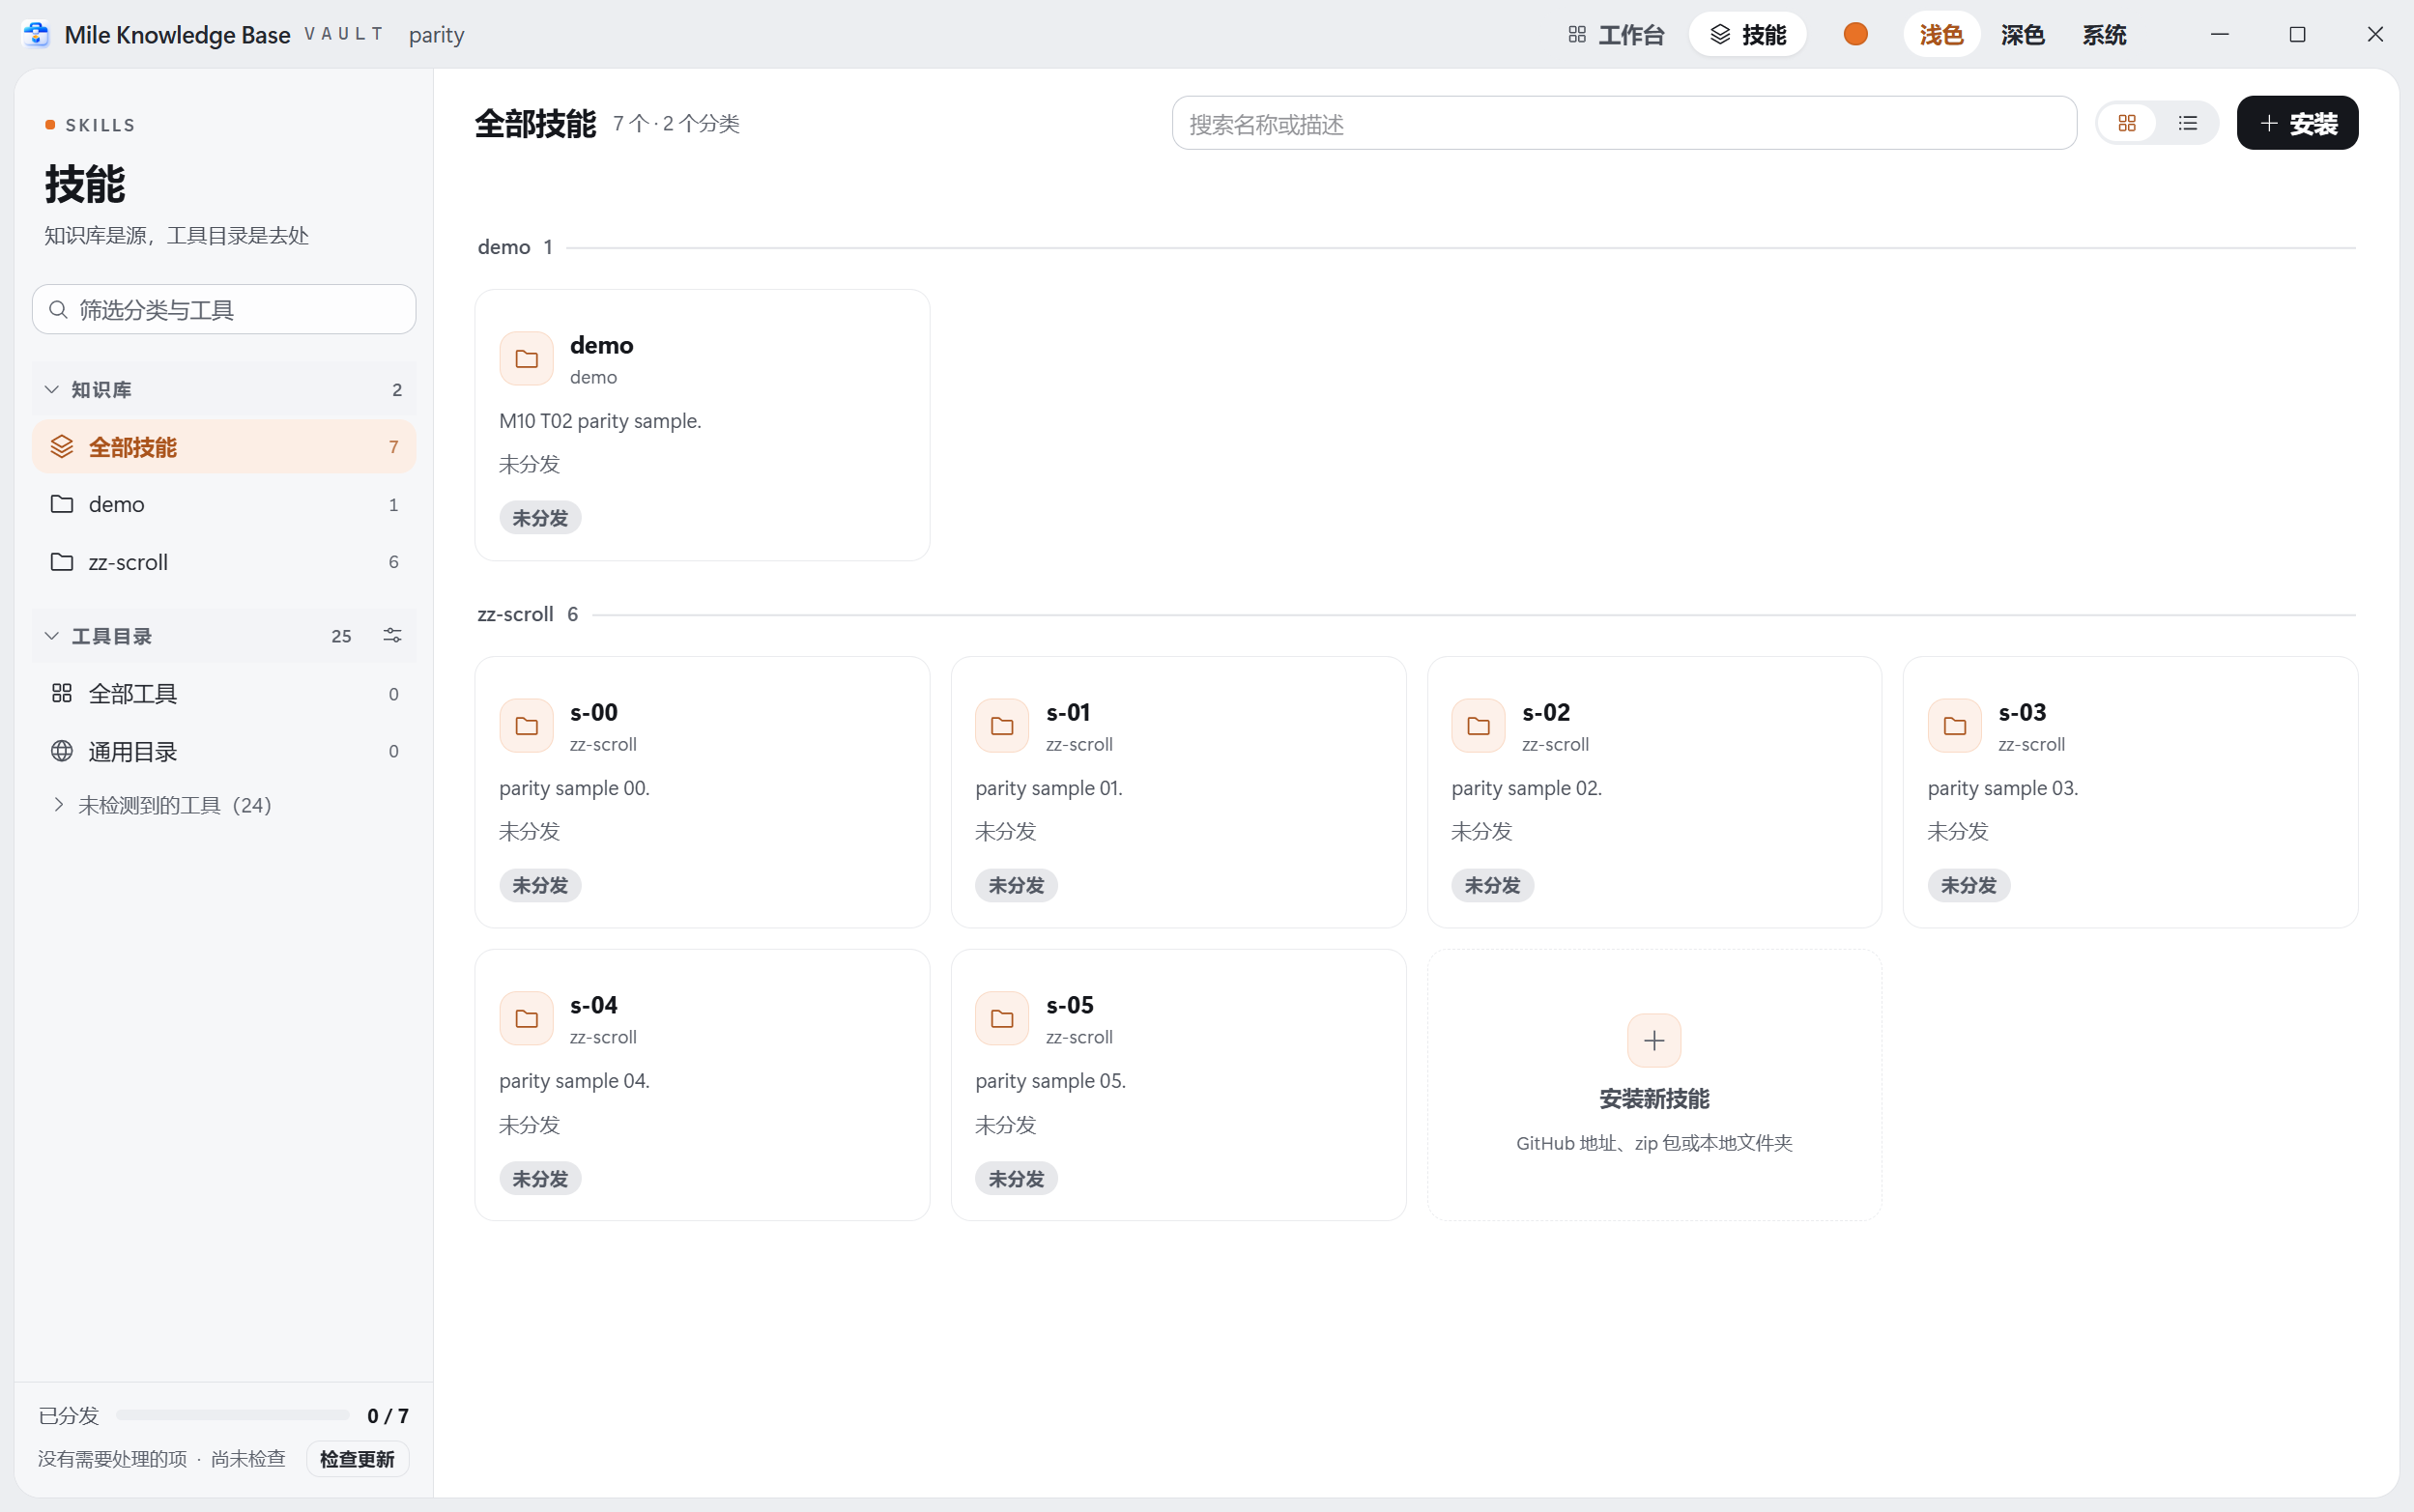 Mile Knowledge Base VAULT parity 工作台 技能 浅色 深色 系统
SKILLS
技能
知识库是源，工具目录是去处
筛选分类与工具
知识库 2
全部技能 7
demo 1
zz-scroll 6
工具目录 25
全部工具 0
通用目录 0
未检测到的工具（24）
已分发 0 / 7
没有需要处理的项 · 尚未检查 检查更新
全部技能 7 个 · 2 个分类 搜索名称或描述 安装
demo 1
demo
demo
M10 T02 parity sample.
未分发
未分发
zz-scroll 6
s-00
zz-scroll
parity sample 00.
未分发
未分发
s-01
zz-scroll
parity sample 01.
未分发
未分发
s-02
zz-scroll
parity sample 02.
未分发
未分发
s-03
zz-scroll
parity sample 03.
未分发
未分发
s-04
zz-scroll
parity sample 04.
未分发
未分发
s-05
zz-scroll
parity sample 05.
未分发
未分发
安装新技能
GitHub 地址、zip 包或本地文件夹